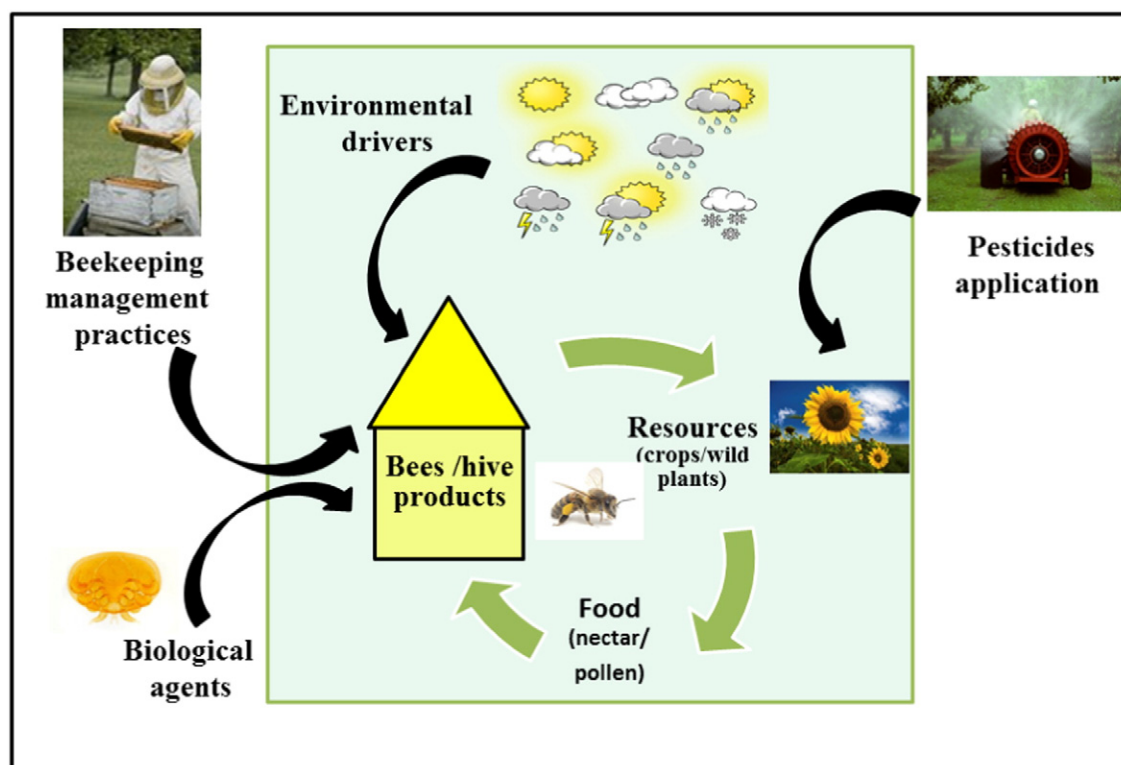 Environmental
drivers
Beekeeping
management
practices
Pesticides
application
Bees /hive
products
Resources
(crops/wild
plants)
Food
(nectar/
pollen)
Biological
agents